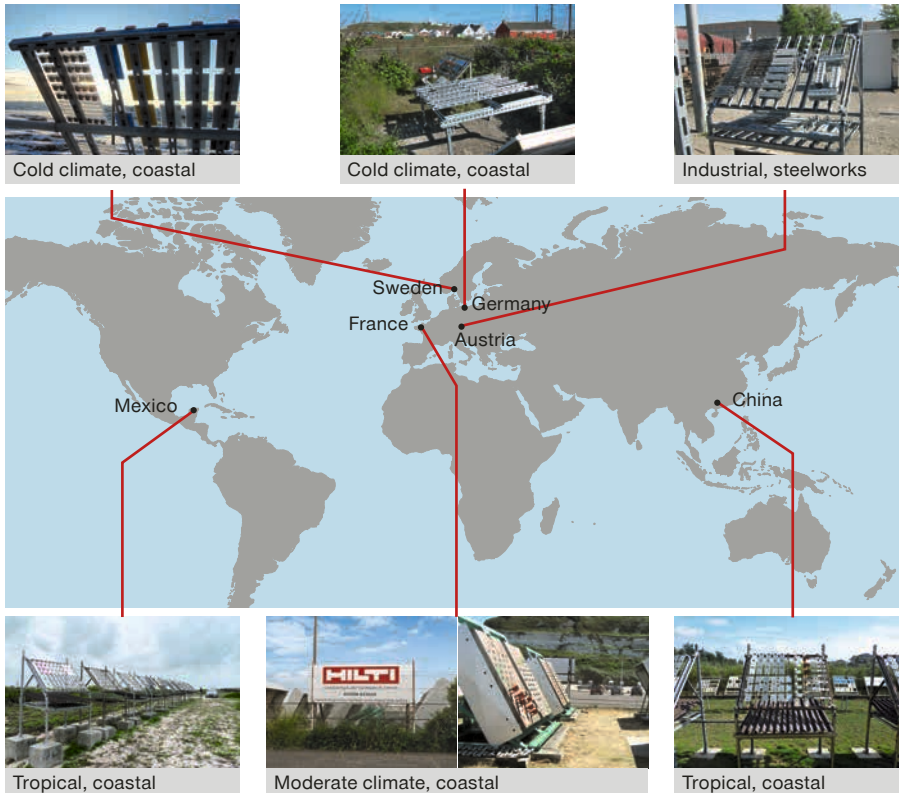 Cold climate, coastal
Cold climate, coastal
Industrial, steelworks
Sweden
Germany
France
Austria
Mexico
China
HILTI
Tropical, coastal
Moderate climate, coastal
Tropical, coastal